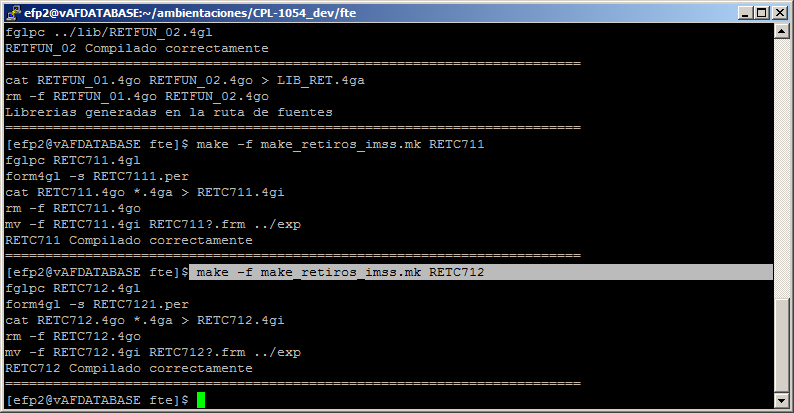 efp2@vAFDATABASE:~/ambientaciones/CPL-1054_dev/fte
fglpc ../lib/RETFUN_02.4gl
RETFUN_02 Compilado correctamente
========================================================================
cat RETFUN_01.4go RETFUN_02.4go > LIB_RET.4ga
rm -f RETFUN_01.4go RETFUN_02.4go
Librerias generadas en la ruta de fuentes
========================================================================
[efp2@vAFDATABASE fte]$ make -f make_retiros_imss.mk RETC711
fglpc RETC711.4gl
form4gl -s RETC7111.per
cat RETC711.4go *.4ga > RETC711.4gi
rm -f RETC711.4go
mv -f RETC711.4gi RETC711?.frm ../exp
RETC711 Compilado correctamente
========================================================================
[efp2@vAFDATABASE fte]$ make -f make_retiros_imss.mk RETC712
fglpc RETC712.4gl
form4gl -s RETC7121.per
cat RETC712.4go *.4ga > RETC712.4gi
rm -f RETC712.4go
mv -f RETC712.4gi RETC712?.frm ../exp
RETC712 Compilado correctamente
========================================================================
[efp2@vAFDATABASE fte]$